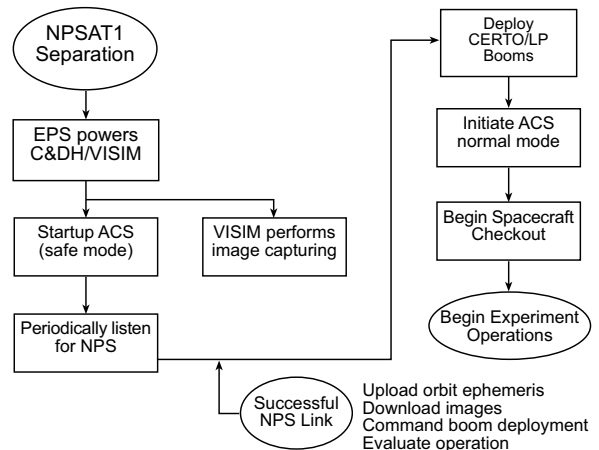 NPSAT1
Separation
EPS powers
C&DH/VISIM
Startup ACS
(safe mode)
VISIM performs
image capturing
Periodically listen
for NPS
Successful
NPS Link
Upload orbit ephemeris
Download images
Command boom deployment
Evaluate operation
Deploy
CERTO/LP
Booms
Initiate ACS
normal mode
Begin Spacecraft
Checkout
Begin Experiment
Operations